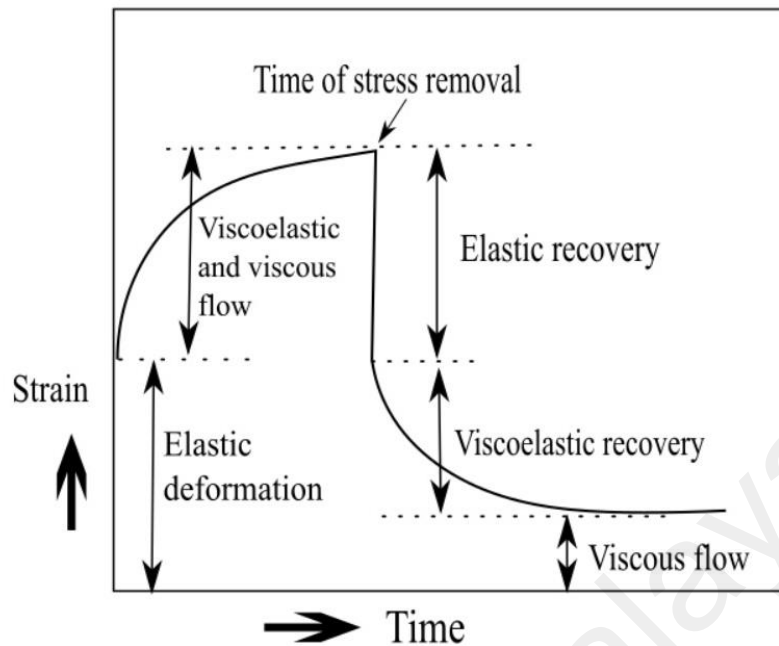 Time of stress removal
Viscoelastic
and viscous
flow
Elastic recovery
Strain
Elastic
deformation
Viscoelastic recovery
Viscous flow
Time